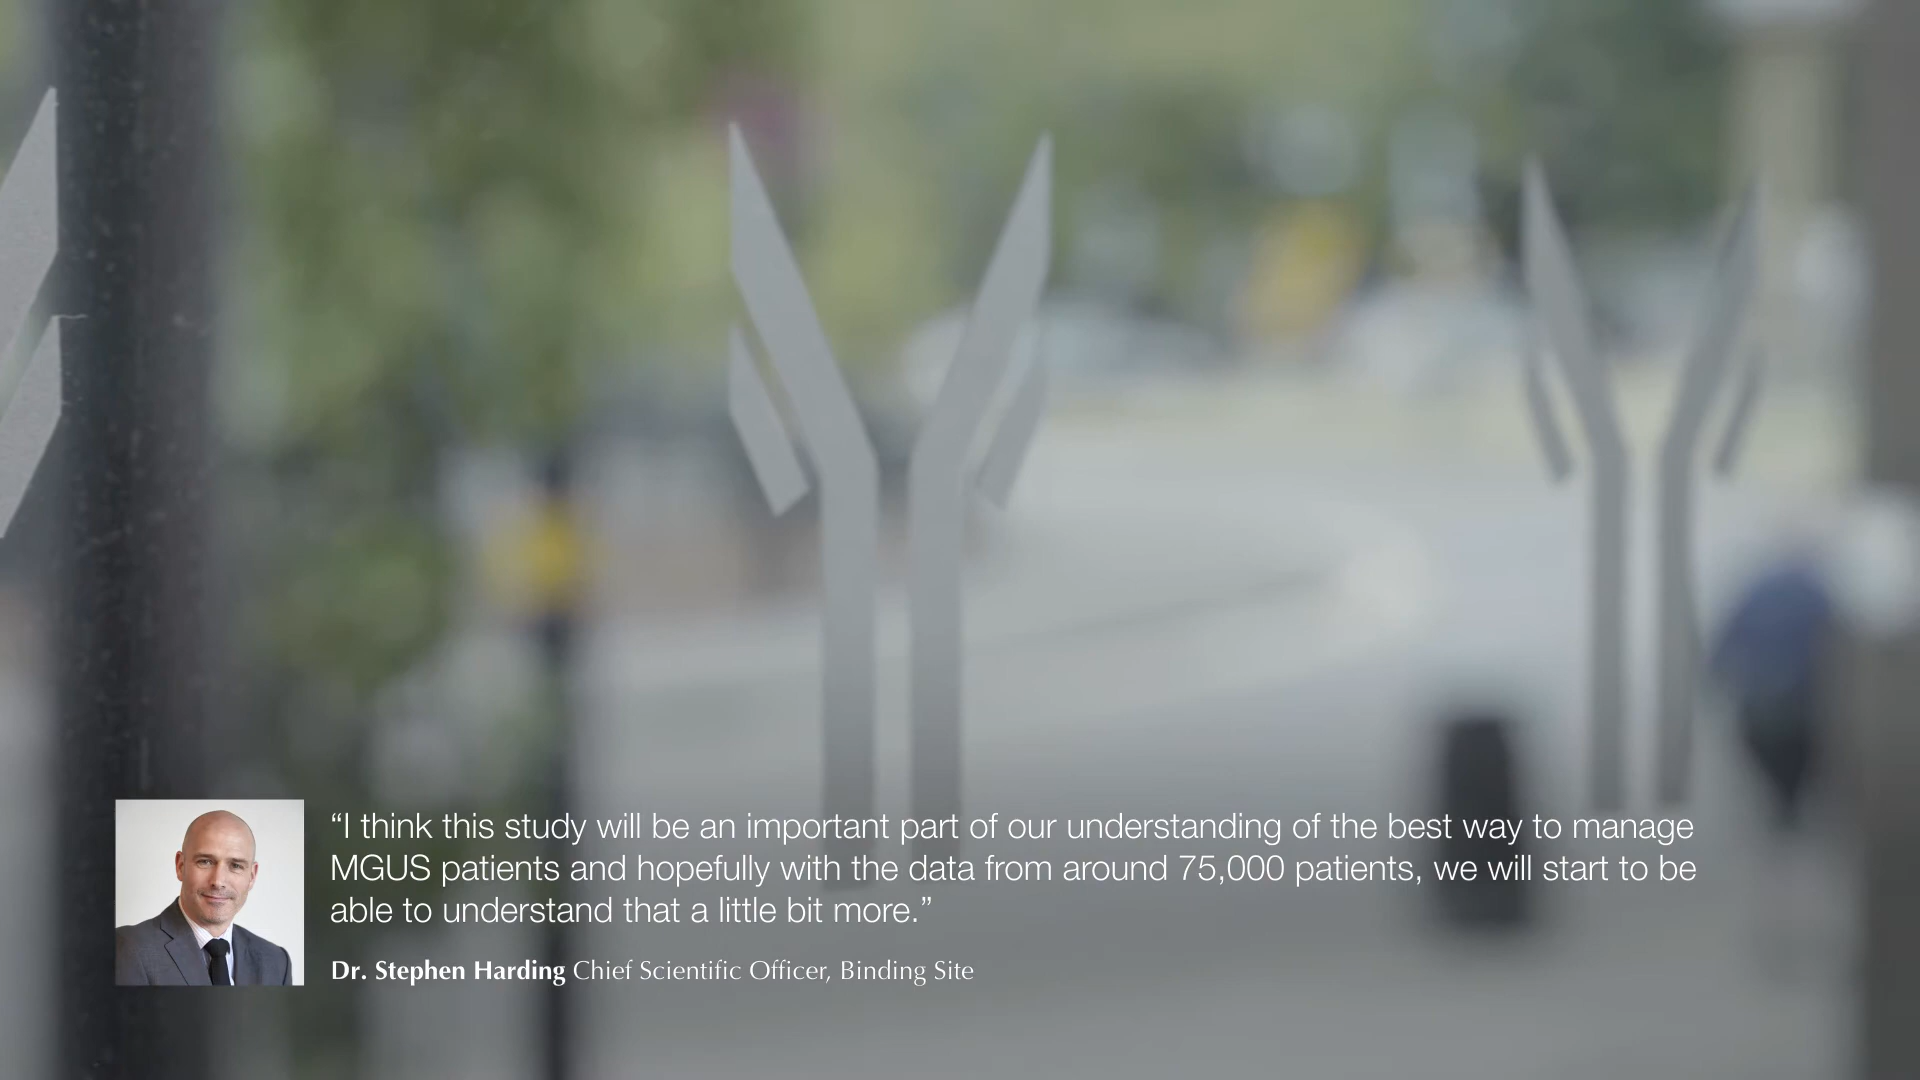 “I think this study will be an important part of our understanding of the best way to manage
MGUS patients and hopefully with the data from around 75,000 patients, we will start to be
able to understand that a little bit more.”
Dr. Stephen Harding Chief Scientific Officer, Binding Site